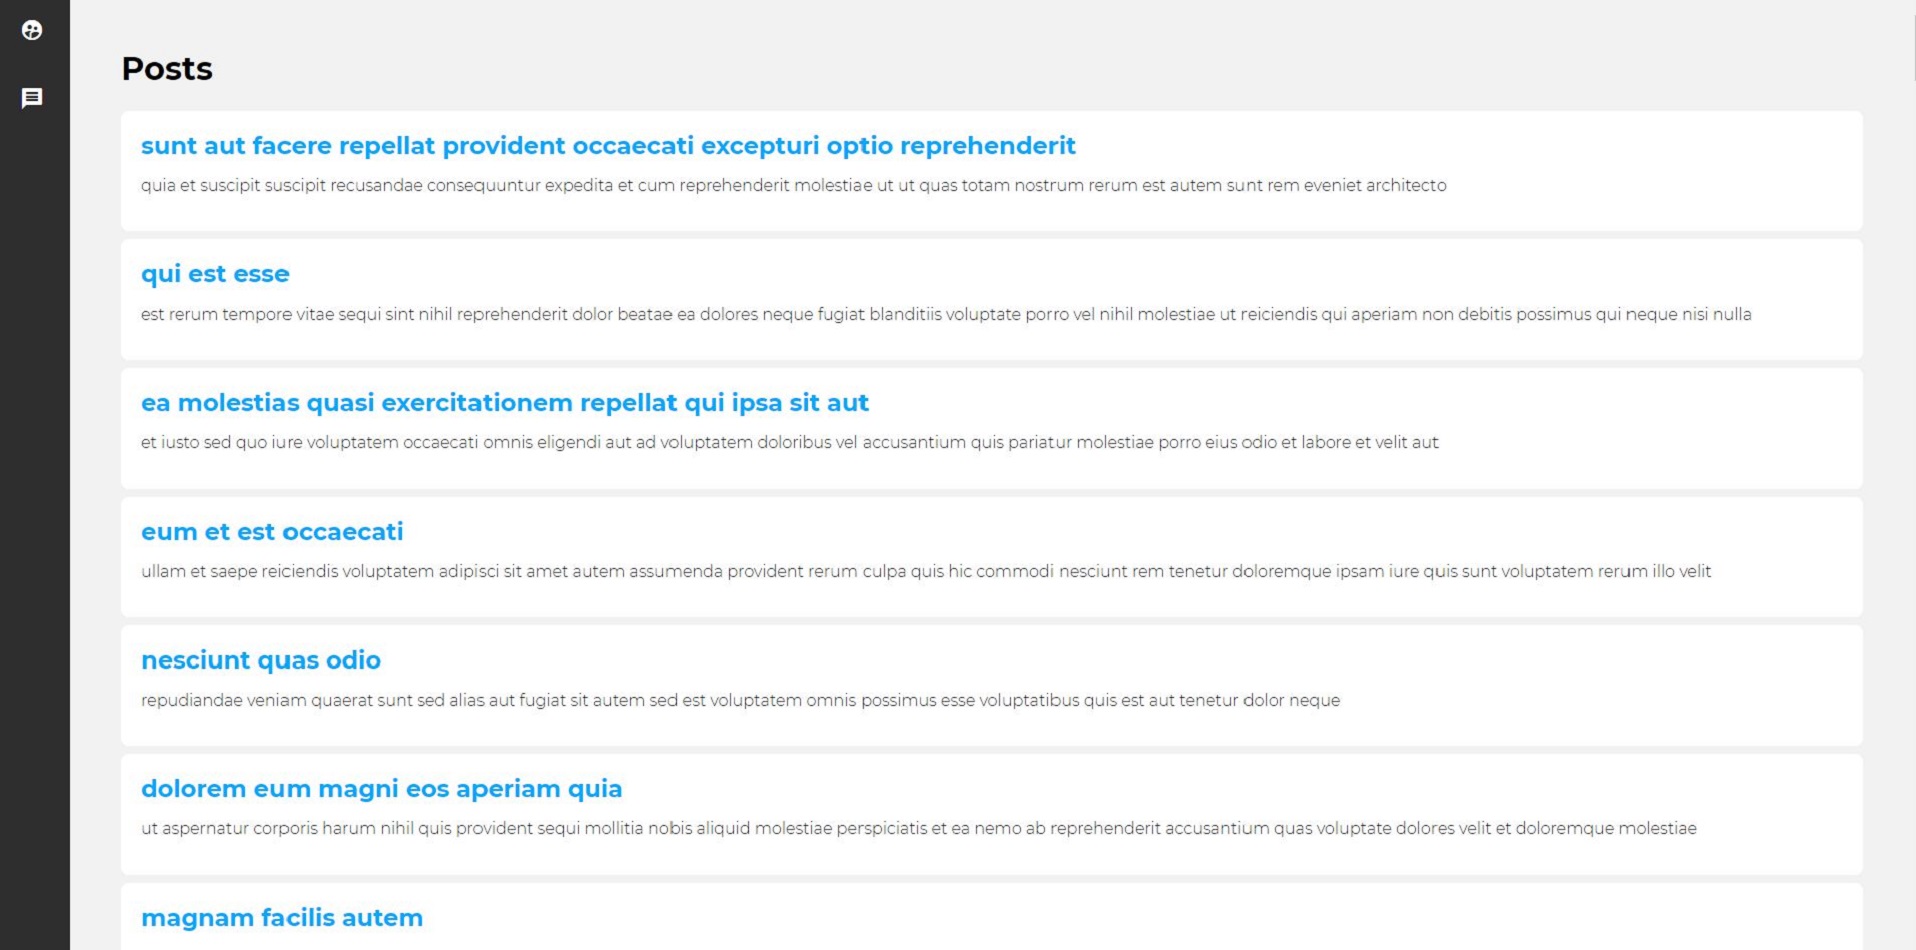 Posts
sunt aut facere repellat provident occaecati excepturi optio reprehenderit
quia et suscipit suscipit recusandae consequuntur expedita et cum reprehenderit molestiae ut ut quas totam nostrum rerum est autem sunt rem eveniet architecto
qui est esse
est rerum tempore vitae sequi sint nihil reprehenderit dolor beatae ea dolores neque fugiat blanditiis voluptate porro vel nihil molestiae ut reiciendis qui aperiam non debitis possimus qui neque nisi nulla
ea molestias quasi exercitationem repellat qui ipsa sit aut
et iusto sed quo iure voluptatem occaecati omnis eligendi aut ad voluptatem doloribus vel accusantium quis pariatur molestiae porro eius odio et labore et velit aut
eum et est occaecati
ullam et saepe reiciendis voluptatem adipisci sit amet autem assumenda provident rerum culpa quis hic commodi nesciunt rem tenetur doloremque ipsam iure quis sunt voluptatem rerum illo velit
nesciunt quas odio
repudiandae veniam quaerat sunt sed alias aut fugiat sit autem sed est voluptatem omnis possimus esse voluptatibus quis est aut tenetur dolor neque
dolorem eum magni eos aperiam quia
ut aspernatur corporis harum nihil quis provident sequi mollitia nobis aliquid molestiae perspiciatis et ea nemo ab reprehenderit accusantium quas voluptate dolores velit et doloremque molestiae
magnam facilis autem